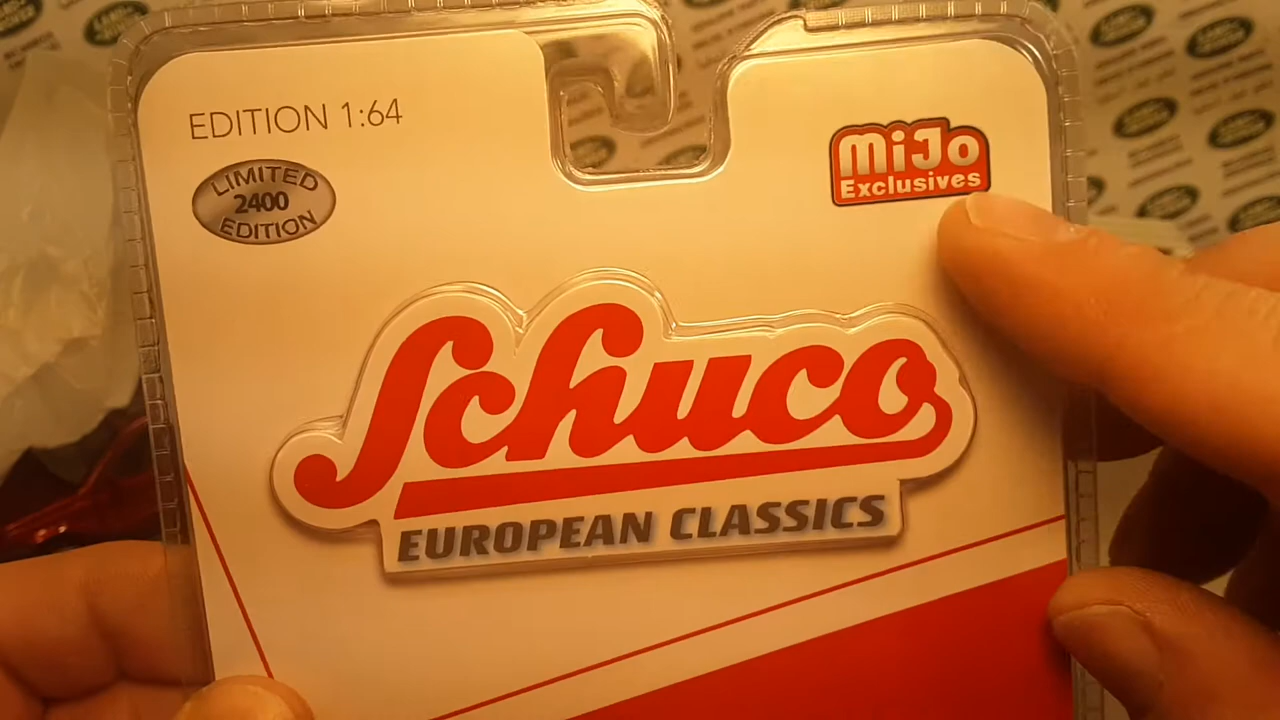 EDITION 1:64
LIMITED
2400
EDITION
MiJo
Exclusives
Schuco
EUROPEAN CLASSICS